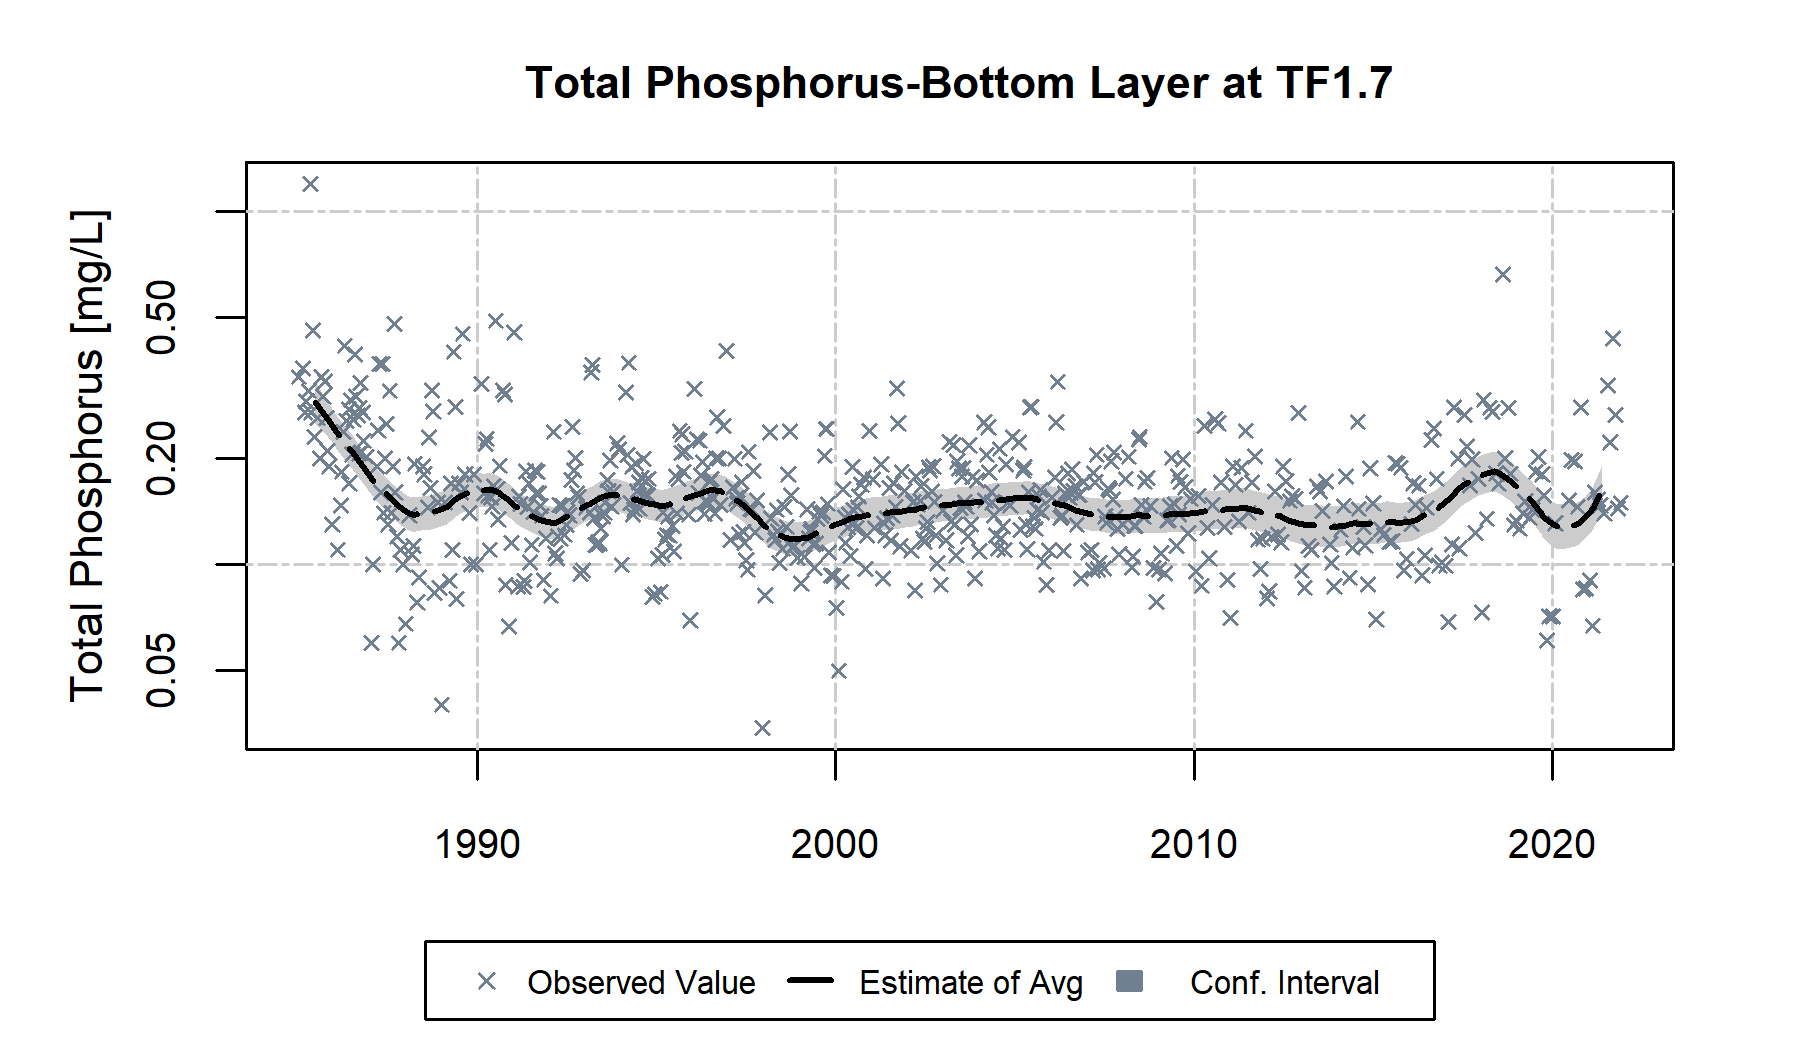 Total Phosphorus-Bottom Layer at TF1.7
Total Phosphorus [mg/L]
0.50
0.20
0.05
1990 2000 2010 2020
Observed Value Estimate of Avg Conf. Interval